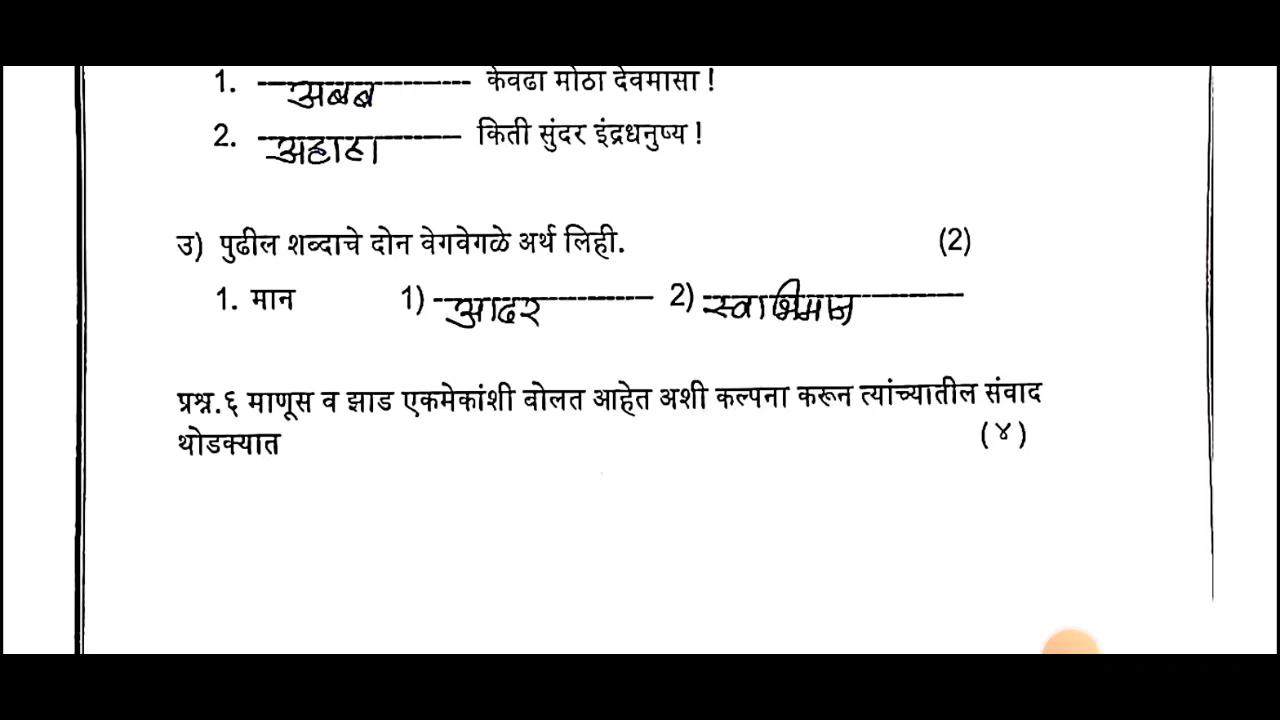 1. अबब केवढा मोठा देवमासा !
2. अहाहा किती सुंदर इंद्रधनुष्य !
उ) पुढील शब्दाचे दोन वेगवेगळे अर्थ लिही. (2)
1. मान 1) आदर 2) स्वाभिमान
प्रश्न.६ माणूस व झाड एकमेकांशी बोलत आहेत अशी कल्पना करून त्यांच्यातील संवाद
थोडक्यात (४)